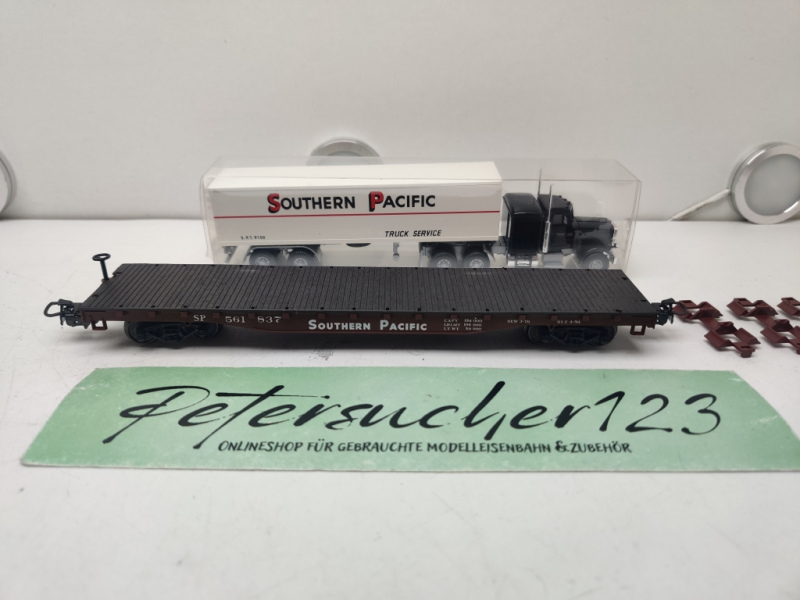 SOUTHERN PACIFIC
TRUCK SERVICE
SP 561 837
SOUTHERN PACIFIC
Petersucher123
ONLINESHOP FÜR GEBRAUCHTE MODELLEISENBAHN & ZUBEHÖR